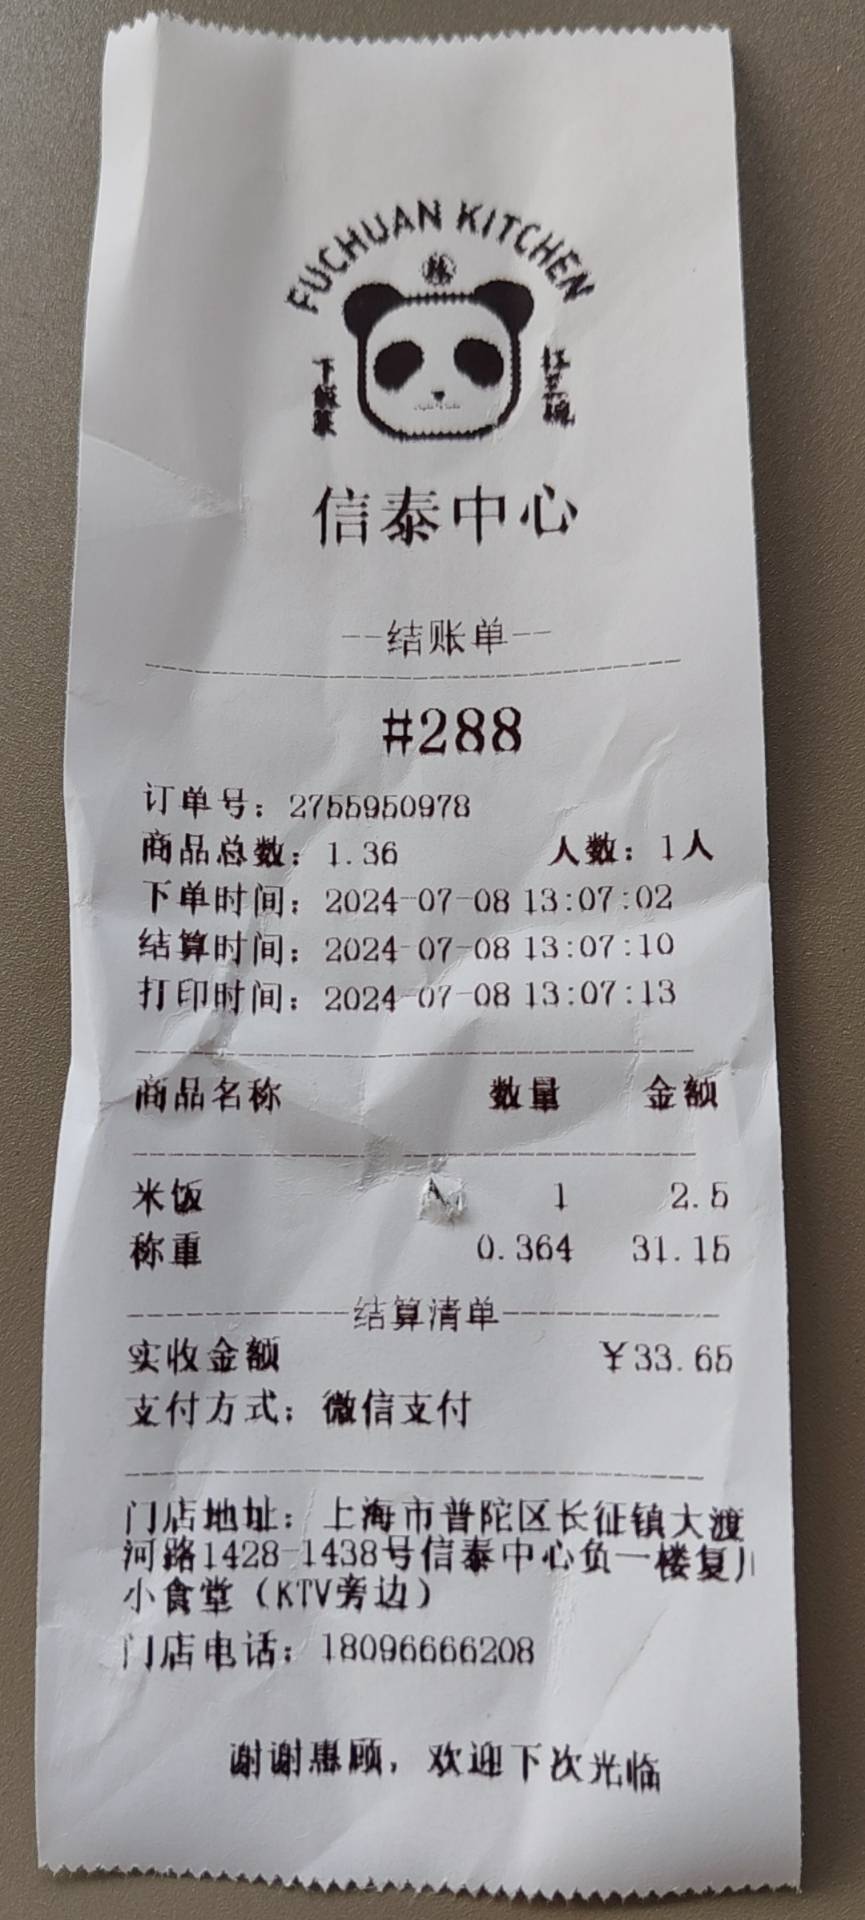 FUCHUAN KITCHEN
下饭菜
信泰中心
--结账单--
#288
订单号：2755950978
商品总数：1.36 人数：1人
下单时间：2024-07-08 13:07:02
结算时间：2024-07-08 13:07:10
打印时间：2024-07-08 13:07:13
商品名称 数量 金额
米饭 1 2.5
称重 0.364 31.15
结算清单
实收金额 ¥33.65
支付方式：微信支付
门店地址：上海市普陀区长征镇大渡
河路1428-1438号信泰中心负一楼复川
小食堂（KTV旁边）
门店电话：18096666208
谢谢惠顾，欢迎下次光临